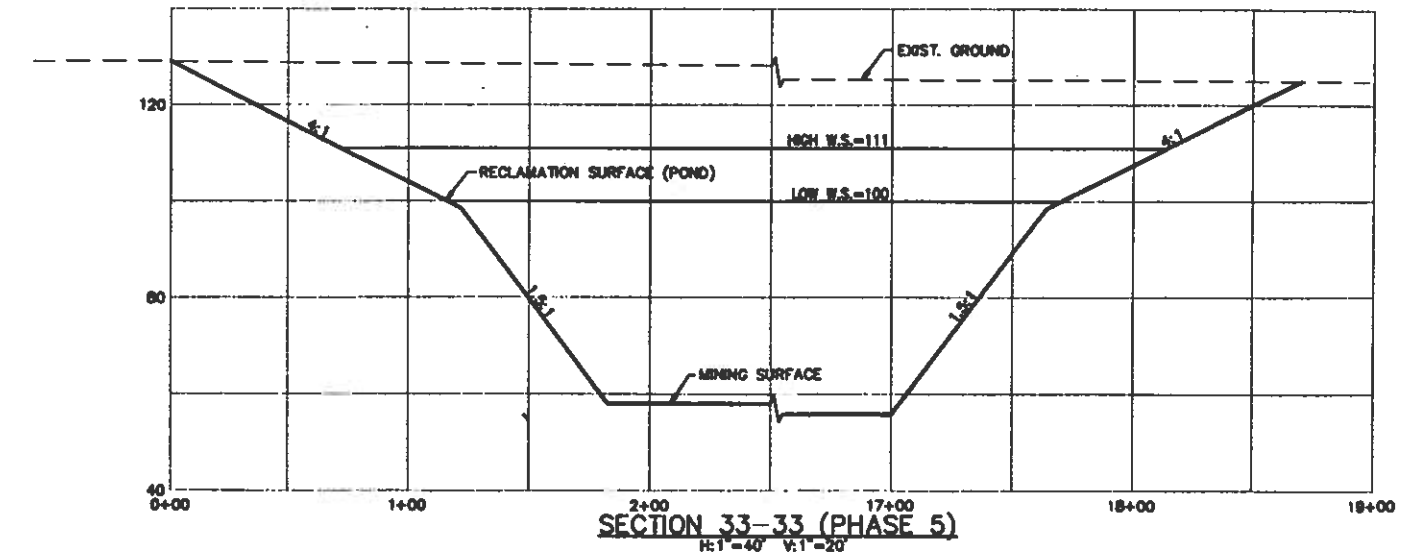 EXIST. GROUND
120
4:1
HIGH W.S.=111
4:1
RECLAMATION SURFACE (POND)
LOW W.S.=100
80
1.5:1
1.5:1
MINING SURFACE
40
0+00
1+00
2+00
17+00
18+00
19+00
SECTION 33-33 (PHASE 5)
H:1"=40' V:1"=20'